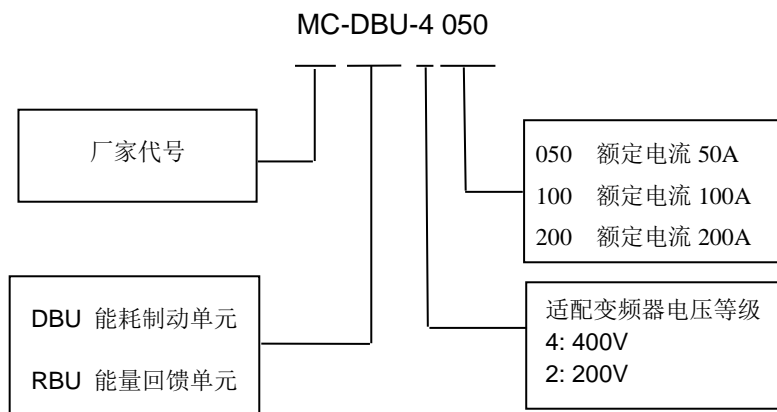 MC-DBU-4 050
厂家代号
050 额定电流 50A
100 额定电流 100A
200 额定电流 200A
DBU 能耗制动单元
RBU 能量回馈单元
适配变频器电压等级
4: 400V
2: 200V